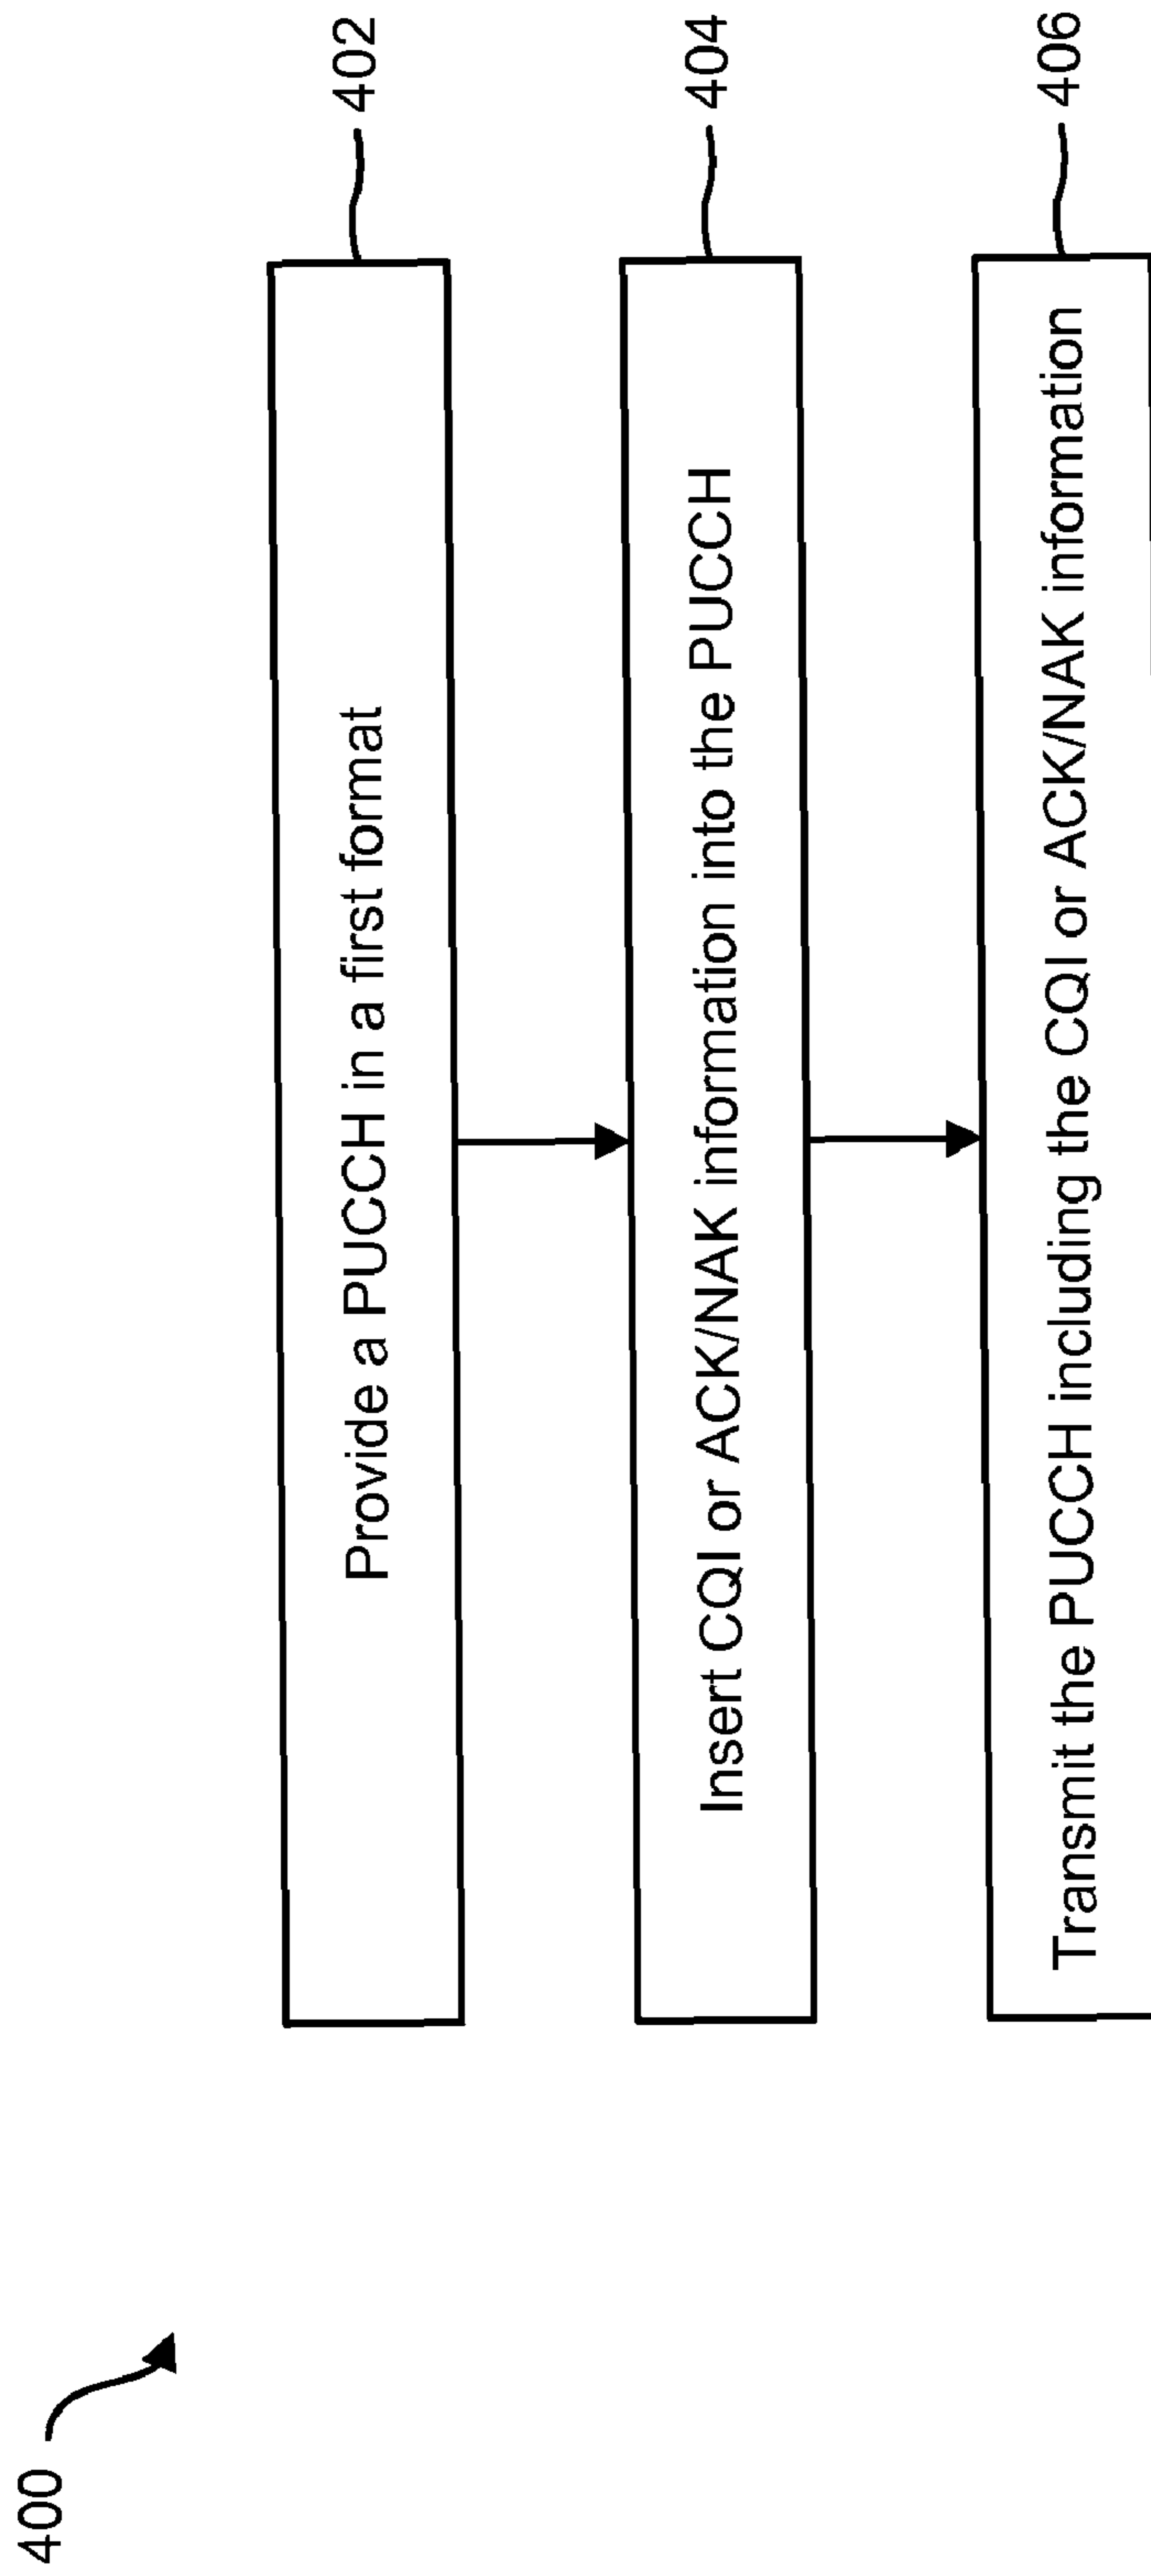 400
Provide a PUCCH in a first format
402
Insert CQI or ACK/NAK information into the PUCCH
404
Transmit the PUCCH including the CQI or ACK/NAK information
406